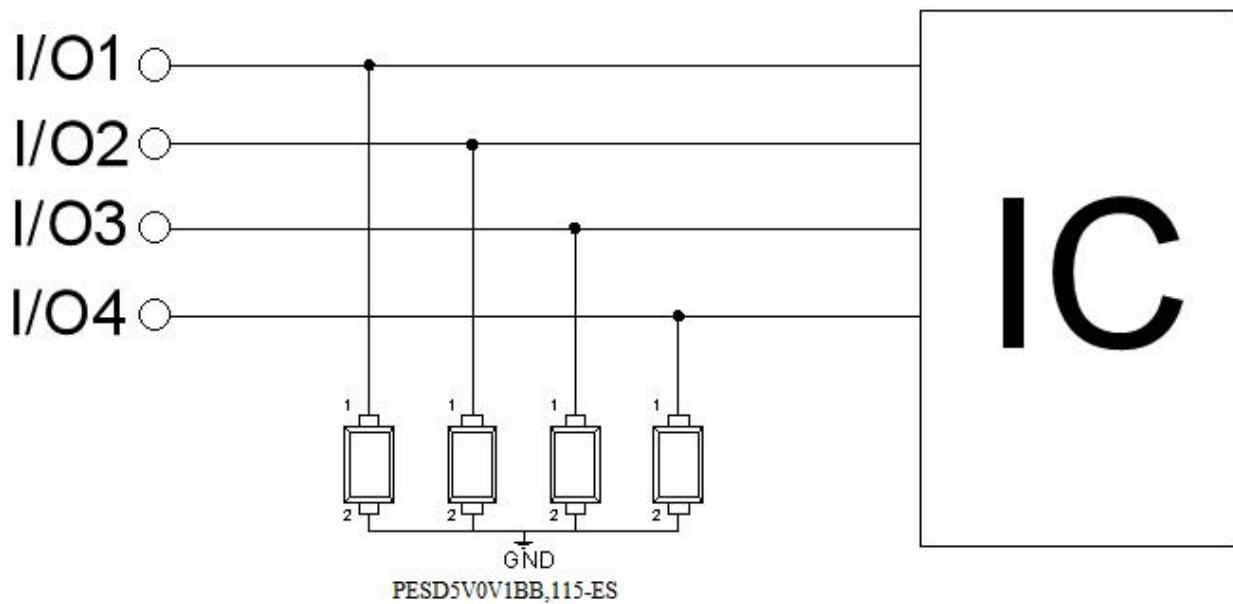 I/O1
I/O2
I/O3
I/O4
IC
1 1 1 1
2 2 2 2
GND
PESD5V0V1BB,115-ES